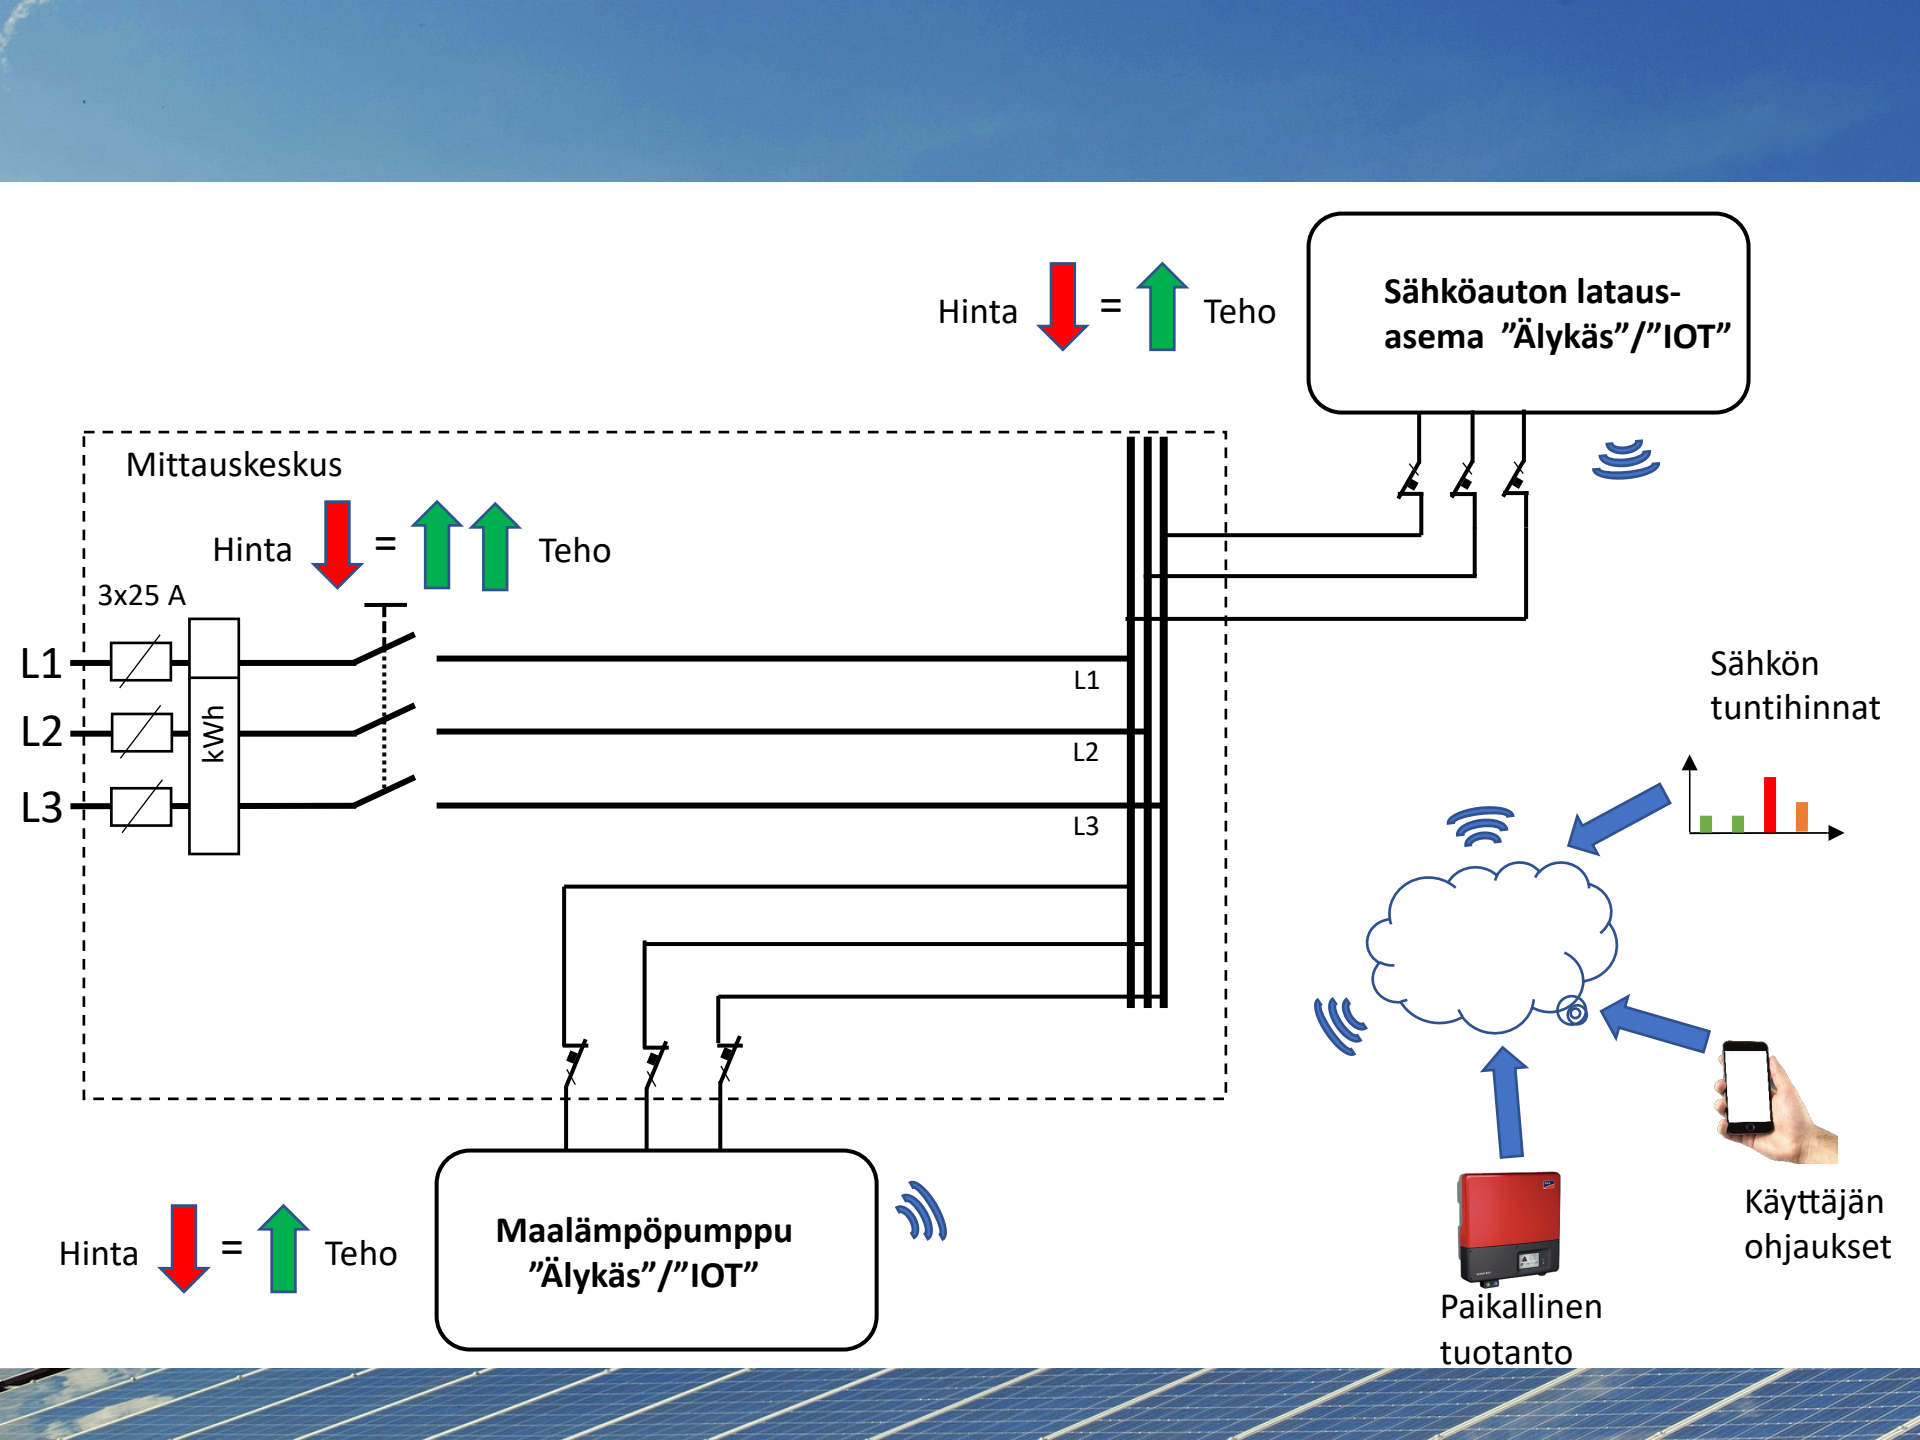 Hinta = Teho
Sähköauton lataus-
asema ”Älykäs”/”IOT”
Mittauskeskus
Hinta = Teho
3x25 A
L1
L2
L3
kWh
L1
L2
L3
Sähkön
tuntihinnat
Käyttäjän
ohjaukset
Paikallinen
tuotanto
Hinta = Teho
Maalämpöpumppu
”Älykäs”/”IOT”